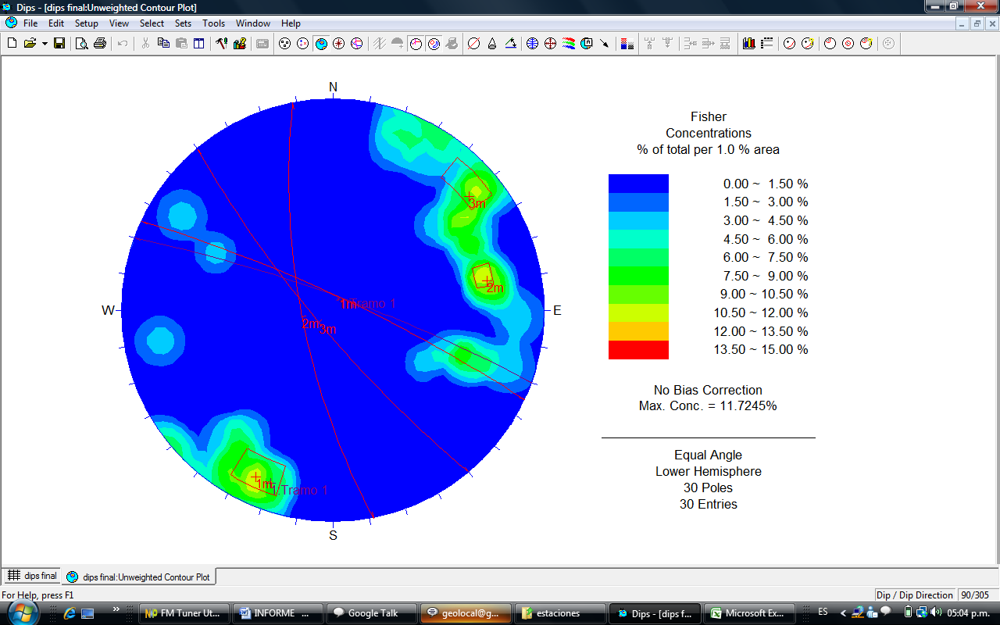 Dips - [dips final:Unweighted Contour Plot]
File Edit Setup View Select Sets Tools Window Help
N
W
E
S
3m
2m
1m
Tramo 1
2m
3m
1m
1:Tramo 1
Fisher
Concentrations
% of total per 1.0 % area
0.00 ~ 1.50 %
1.50 ~ 3.00 %
3.00 ~ 4.50 %
4.50 ~ 6.00 %
6.00 ~ 7.50 %
7.50 ~ 9.00 %
9.00 ~ 10.50 %
10.50 ~ 12.00 %
12.00 ~ 13.50 %
13.50 ~ 15.00 %
No Bias Correction
Max. Conc. = 11.7245%
Equal Angle
Lower Hemisphere
30 Poles
30 Entries
dips final
dips final:Unweighted Contour Plot
For Help, press F1
Dip / Dip Direction 90/305
» FM Tuner Ut... INFORME ... Google Talk geolocal@g... estaciones Dips - [dips f... Microsoft Ex... ES < 05:04 p.m.